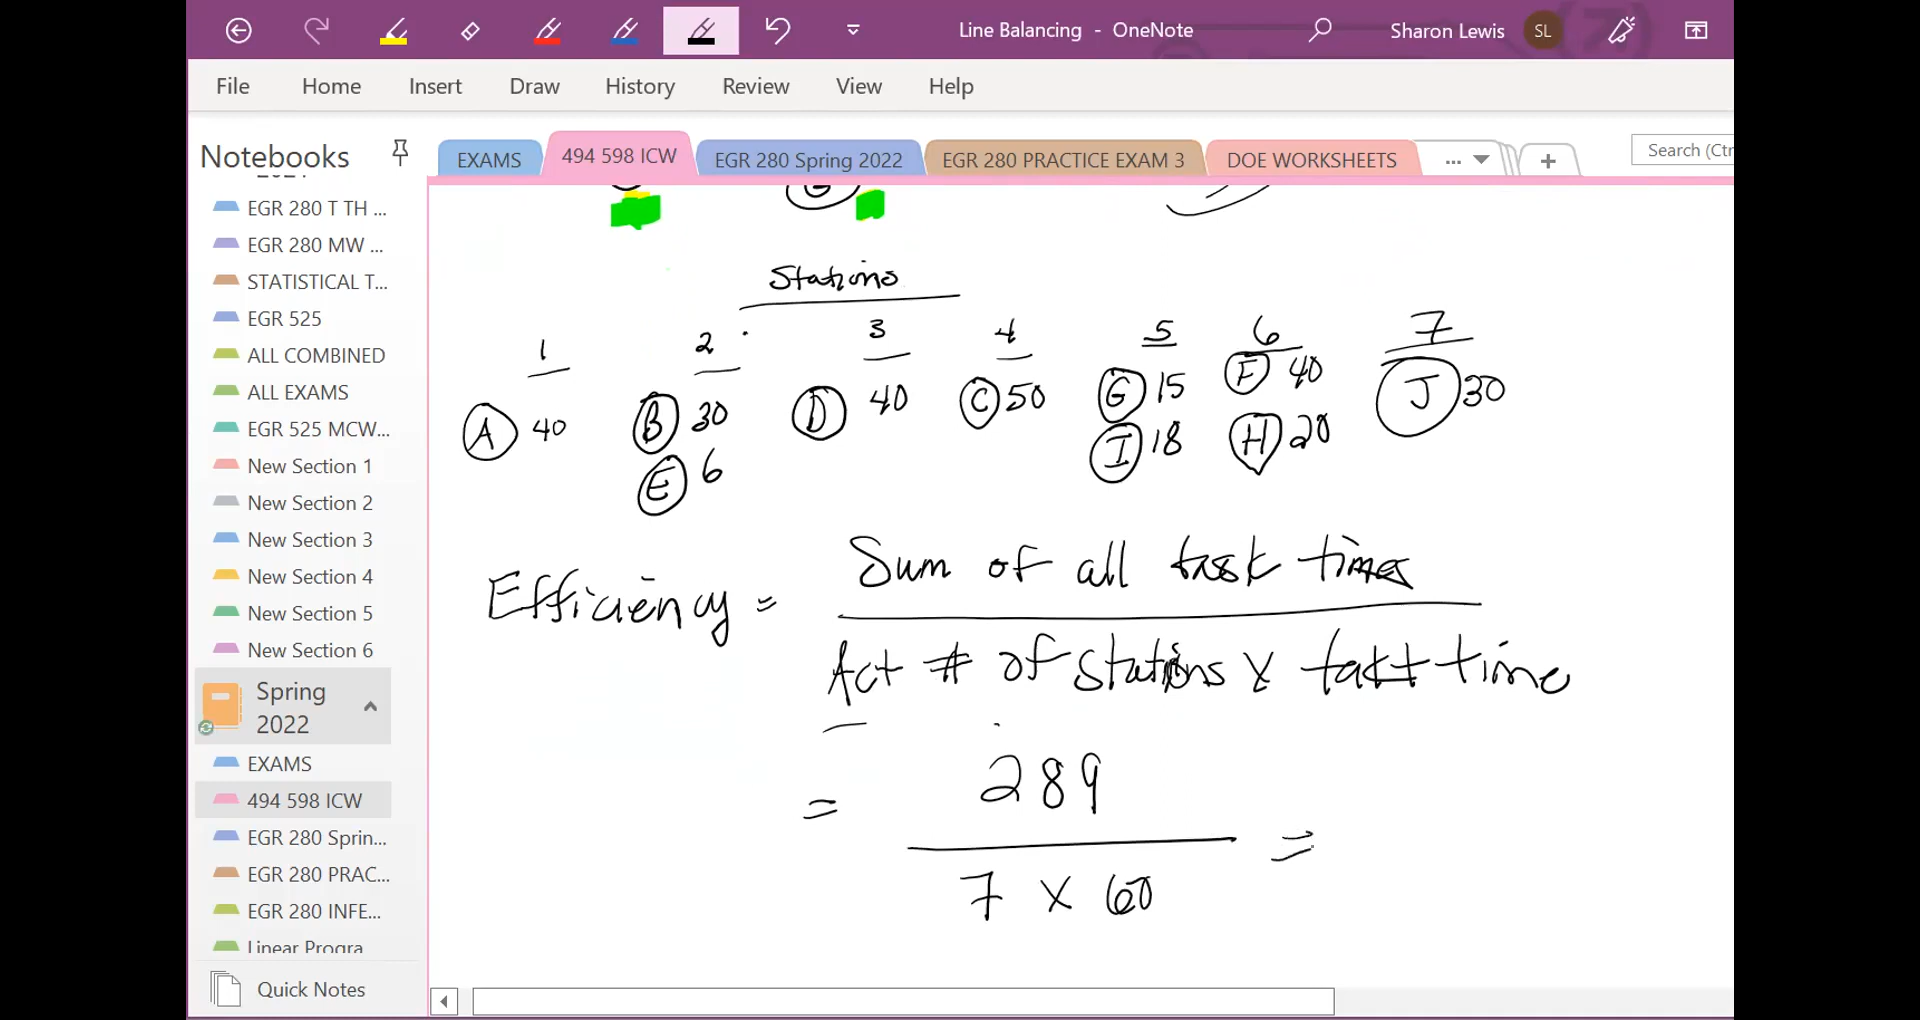 Line Balancing - OneNote
Sharon Lewis
SL
File Home Insert Draw History Review View Help
Notebooks
EXAMS
494 598 ICW
EGR 280 Spring 2022
EGR 280 PRACTICE EXAM 3
DOE WORKSHEETS
...
+
Search (Ctr
EGR 280 T TH ...
EGR 280 MW ...
STATISTICAL T...
EGR 525
ALL COMBINED
ALL EXAMS
EGR 525 MCW...
New Section 1
New Section 2
New Section 3
New Section 4
New Section 5
New Section 6
Spring
2022
EXAMS
494 598 ICW
EGR 280 Sprin...
EGR 280 PRAC...
EGR 280 INFE...
Linear Progra
Quick Notes
G
Stations
1 2 3 4 5 6 7
A 40 B 30 D 40 C 50 G 15 F 40 J 30
E 6 I 18 H 20
Efficiency = Sum of all task times
Act # of stations x takt time
= 289
7 x 60 =